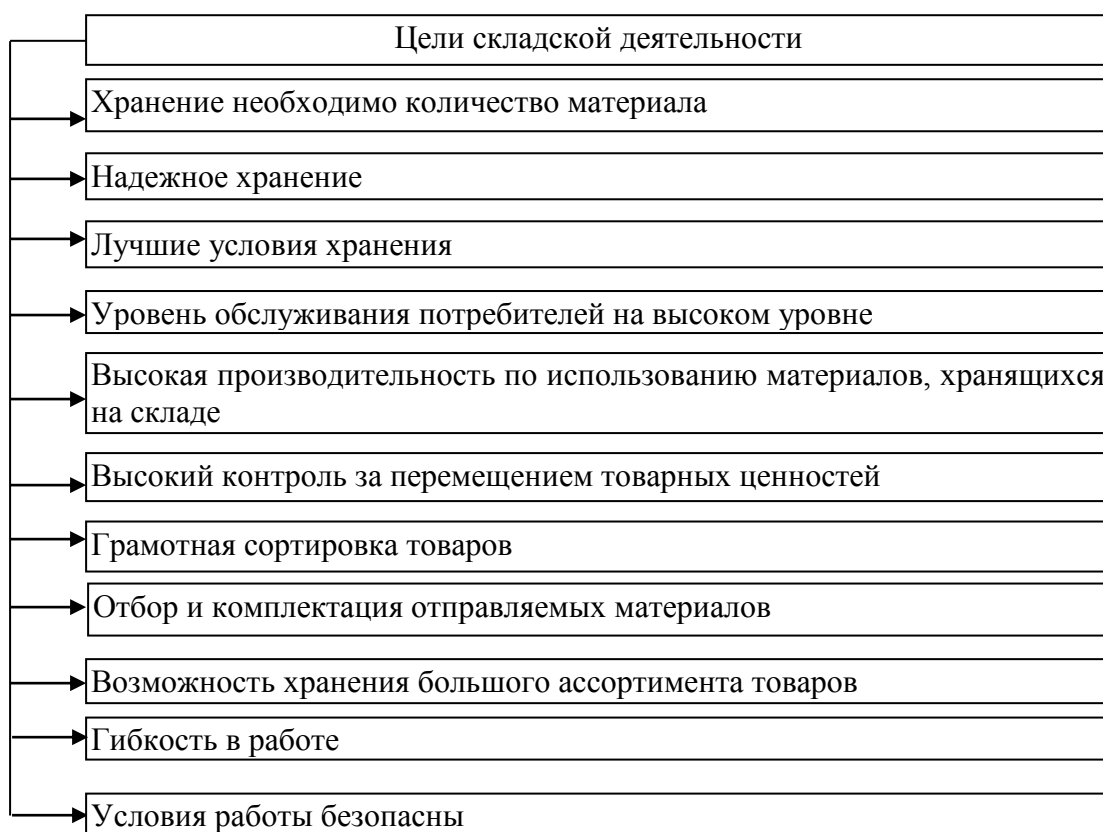 Цели складской деятельности
Хранение необходимо количество материала
Надежное хранение
Лучшие условия хранения
Уровень обслуживания потребителей на высоком уровне
Высокая производительность по использованию материалов, хранящихся
на складе
Высокий контроль за перемещением товарных ценностей
Грамотная сортировка товаров
Отбор и комплектация отправляемых материалов
Возможность хранения большого ассортимента товаров
Гибкость в работе
Условия работы безопасны